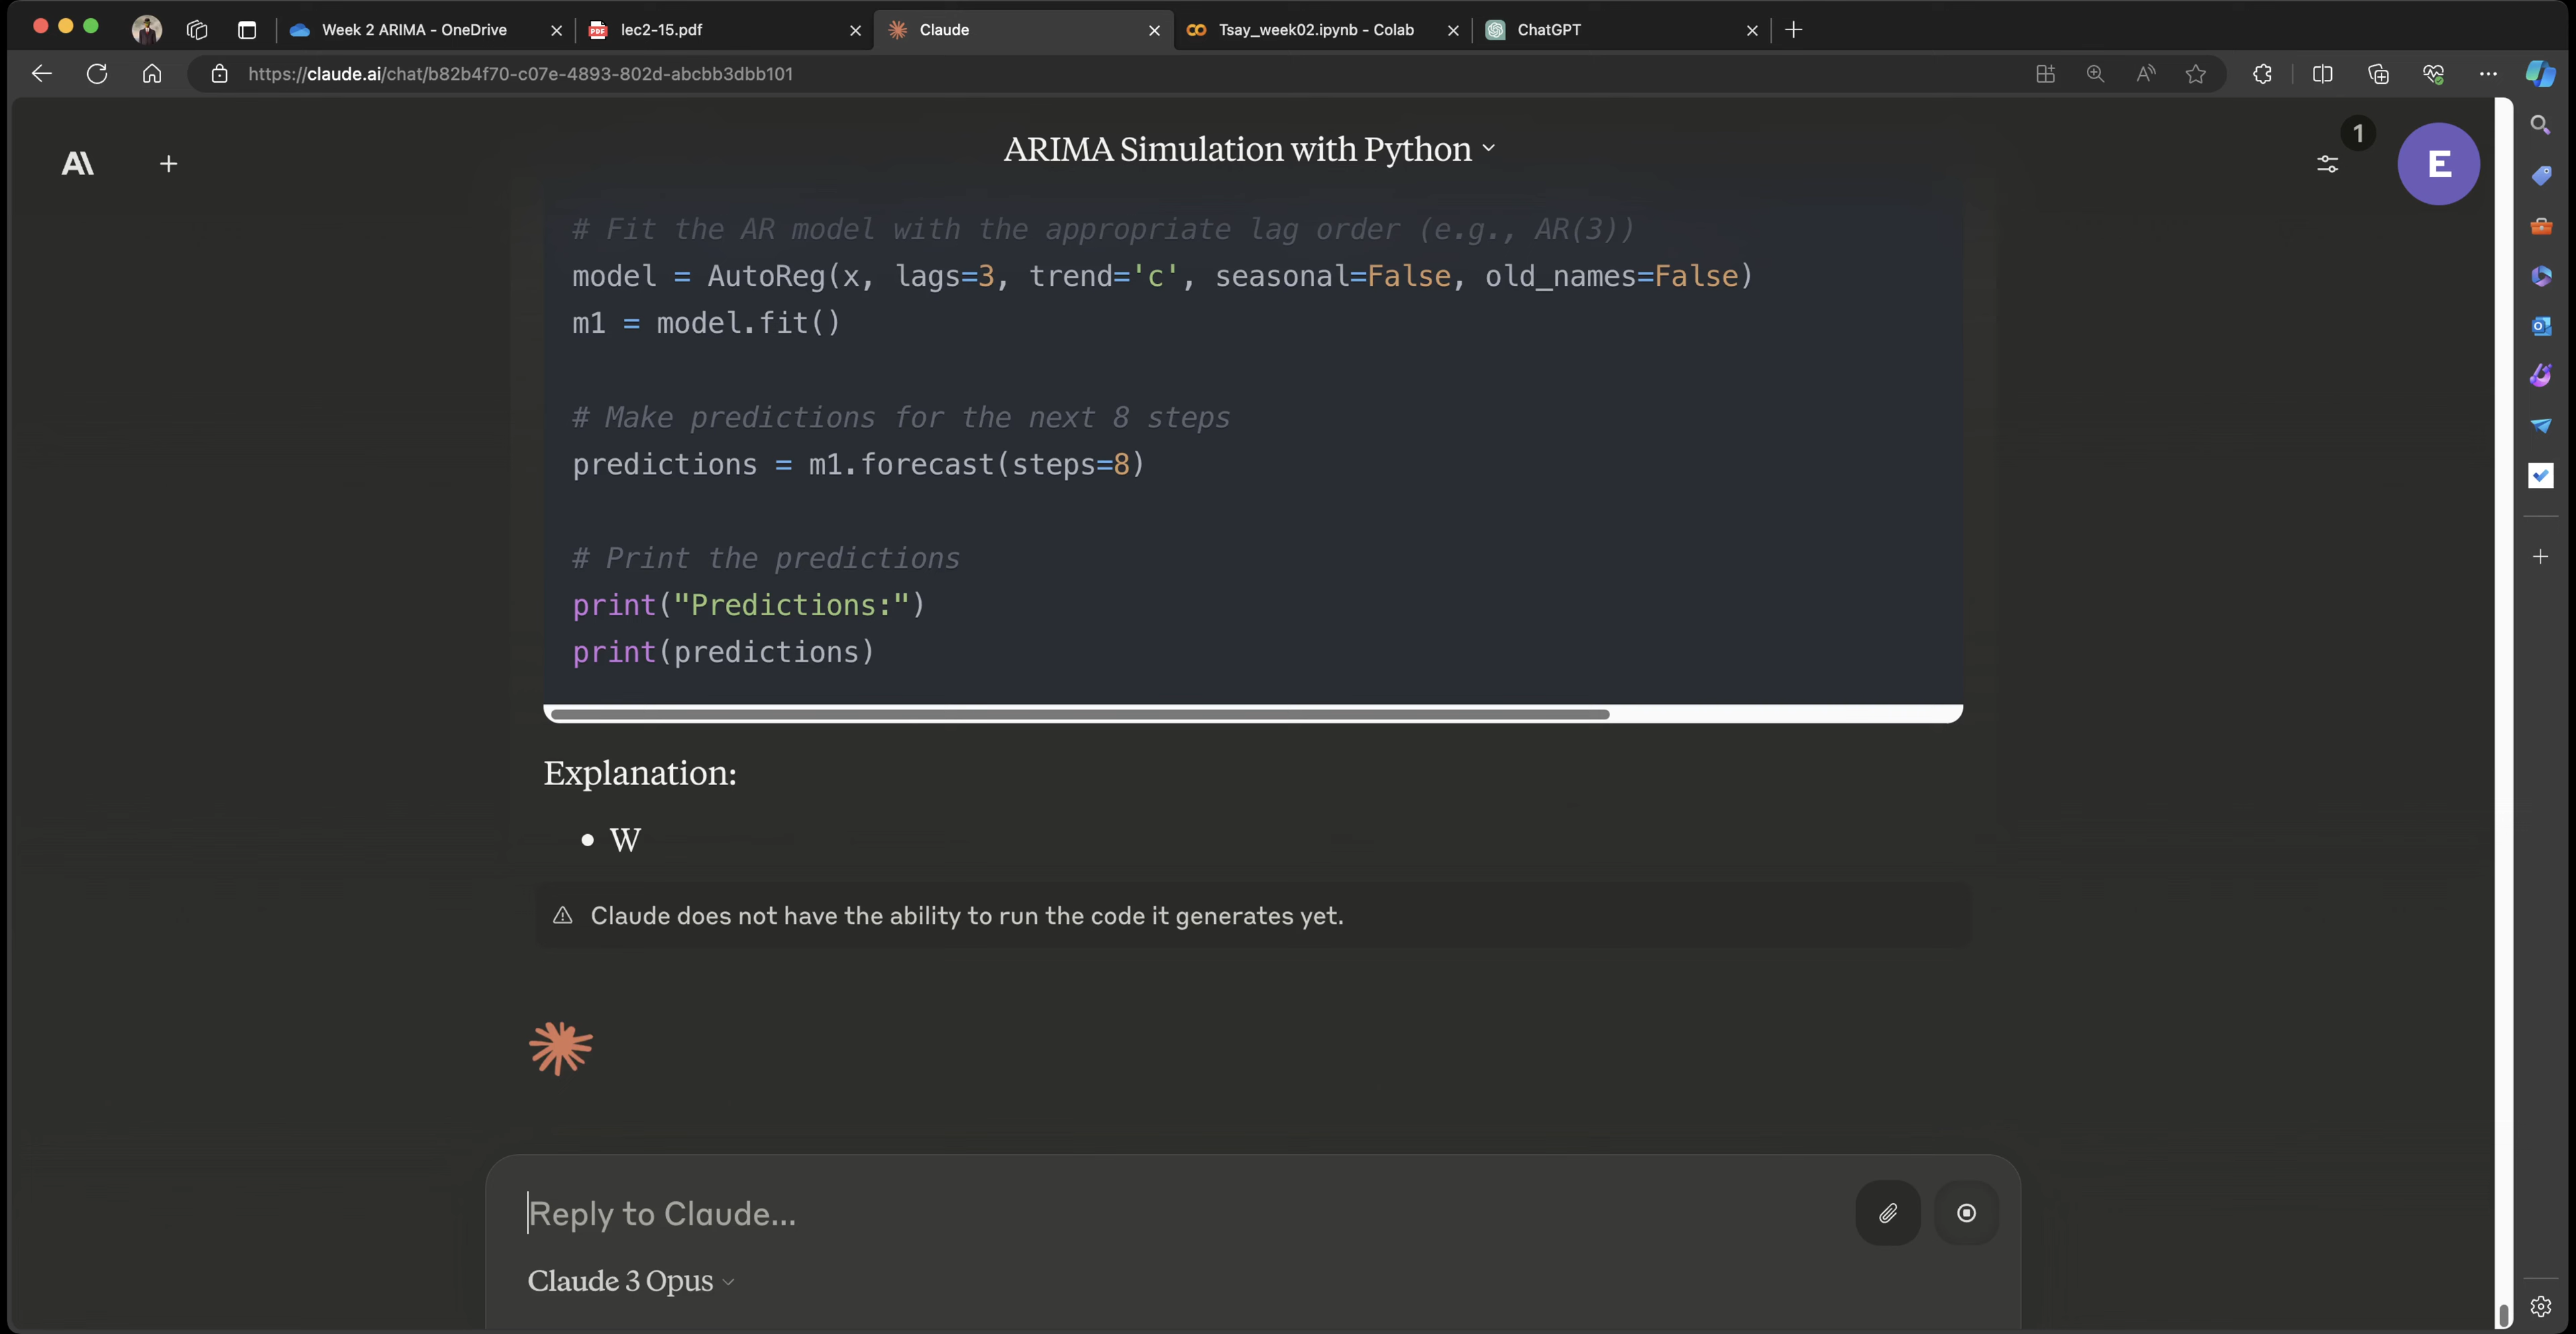 Week 2 ARIMA - OneDrive
lec2-15.pdf
Claude
Tsay_week02.ipynb - Colab
ChatGPT
https://claude.ai/chat/b82b4f70-c07e-4893-802d-abcbb3dbb101
ARIMA Simulation with Python
1
E
# Fit the AR model with the appropriate lag order (e.g., AR(3))
model = AutoReg(x, lags=3, trend='c', seasonal=False, old_names=False)
m1 = model.fit()
# Make predictions for the next 8 steps
predictions = m1.forecast(steps=8)
# Print the predictions
print("Predictions:")
print(predictions)
Explanation:
• W
Claude does not have the ability to run the code it generates yet.
Reply to Claude...
Claude 3 Opus